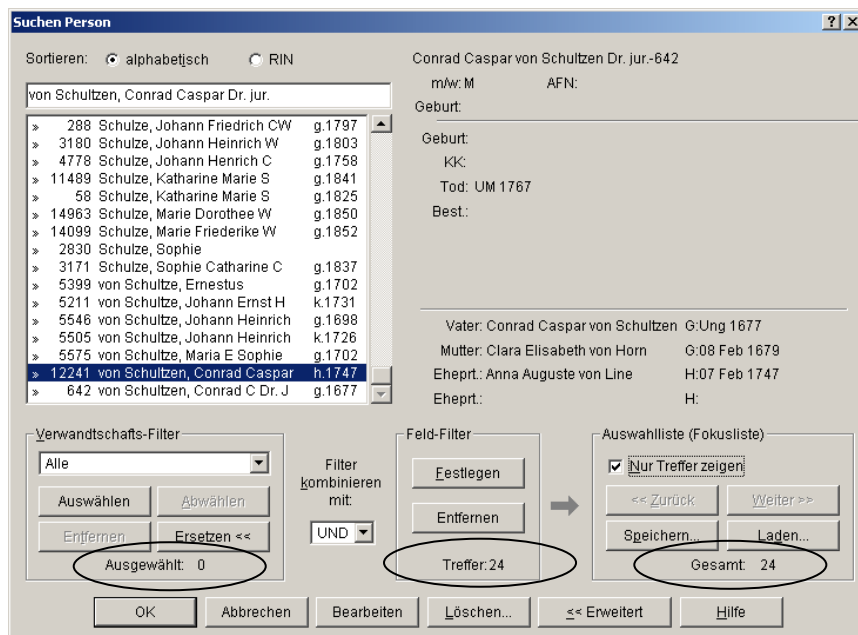 Suchen Person
Sortieren: alphabetisch RIN
von Schultzen, Conrad Caspar Dr. jur.
» 288 Schulze, Johann Friedrich CW g.1797
» 3180 Schulze, Johann Heinrich W g.1803
» 4778 Schulze, Johann Henrich C g.1758
» 11489 Schulze, Katharine Marie S g.1841
» 58 Schulze, Katharine Marie S g.1825
» 14963 Schulze, Marie Dorothee W g.1850
» 14099 Schulze, Marie Friederike W g.1852
» 2830 Schulze, Sophie
» 3171 Schulze, Sophie Catharine C g.1837
» 5399 von Schultze, Ernestus g.1702
» 5211 von Schultze, Johann Ernst H k.1731
» 5546 von Schultze, Johann Heinrich g.1698
» 5505 von Schultze, Johann Heinrich k.1726
» 5575 von Schultze, Maria E Sophie g.1702
» 12241 von Schultzen, Conrad Caspar h.1747
» 642 von Schultzen, Conrad C Dr. J g.1677
Conrad Caspar von Schultzen Dr. jur.-642
m/w: M AFN:
Geburt:
Geburt:
KK:
Tod: UM 1767
Best.:
Vater: Conrad Caspar von Schultzen G:Ung 1677
Mutter: Clara Elisabeth von Horn G:08 Feb 1679
Eheprt.: Anna Auguste von Line H:07 Feb 1747
Eheprt.: H:
Verwandtschafts-Filter
Alle
Auswählen Abwählen
Entfernen Ersetzen <<
Ausgewählt: 0
Filter
kombinieren
mit:
UND
Feld-Filter
Festlegen
Entfernen
Treffer: 24
Auswahlliste (Fokusliste)
Nur Treffer zeigen
<< Zurück Weiter >>
Speichern... Laden...
Gesamt: 24
OK Abbrechen Bearbeiten Löschen... << Erweitert Hilfe